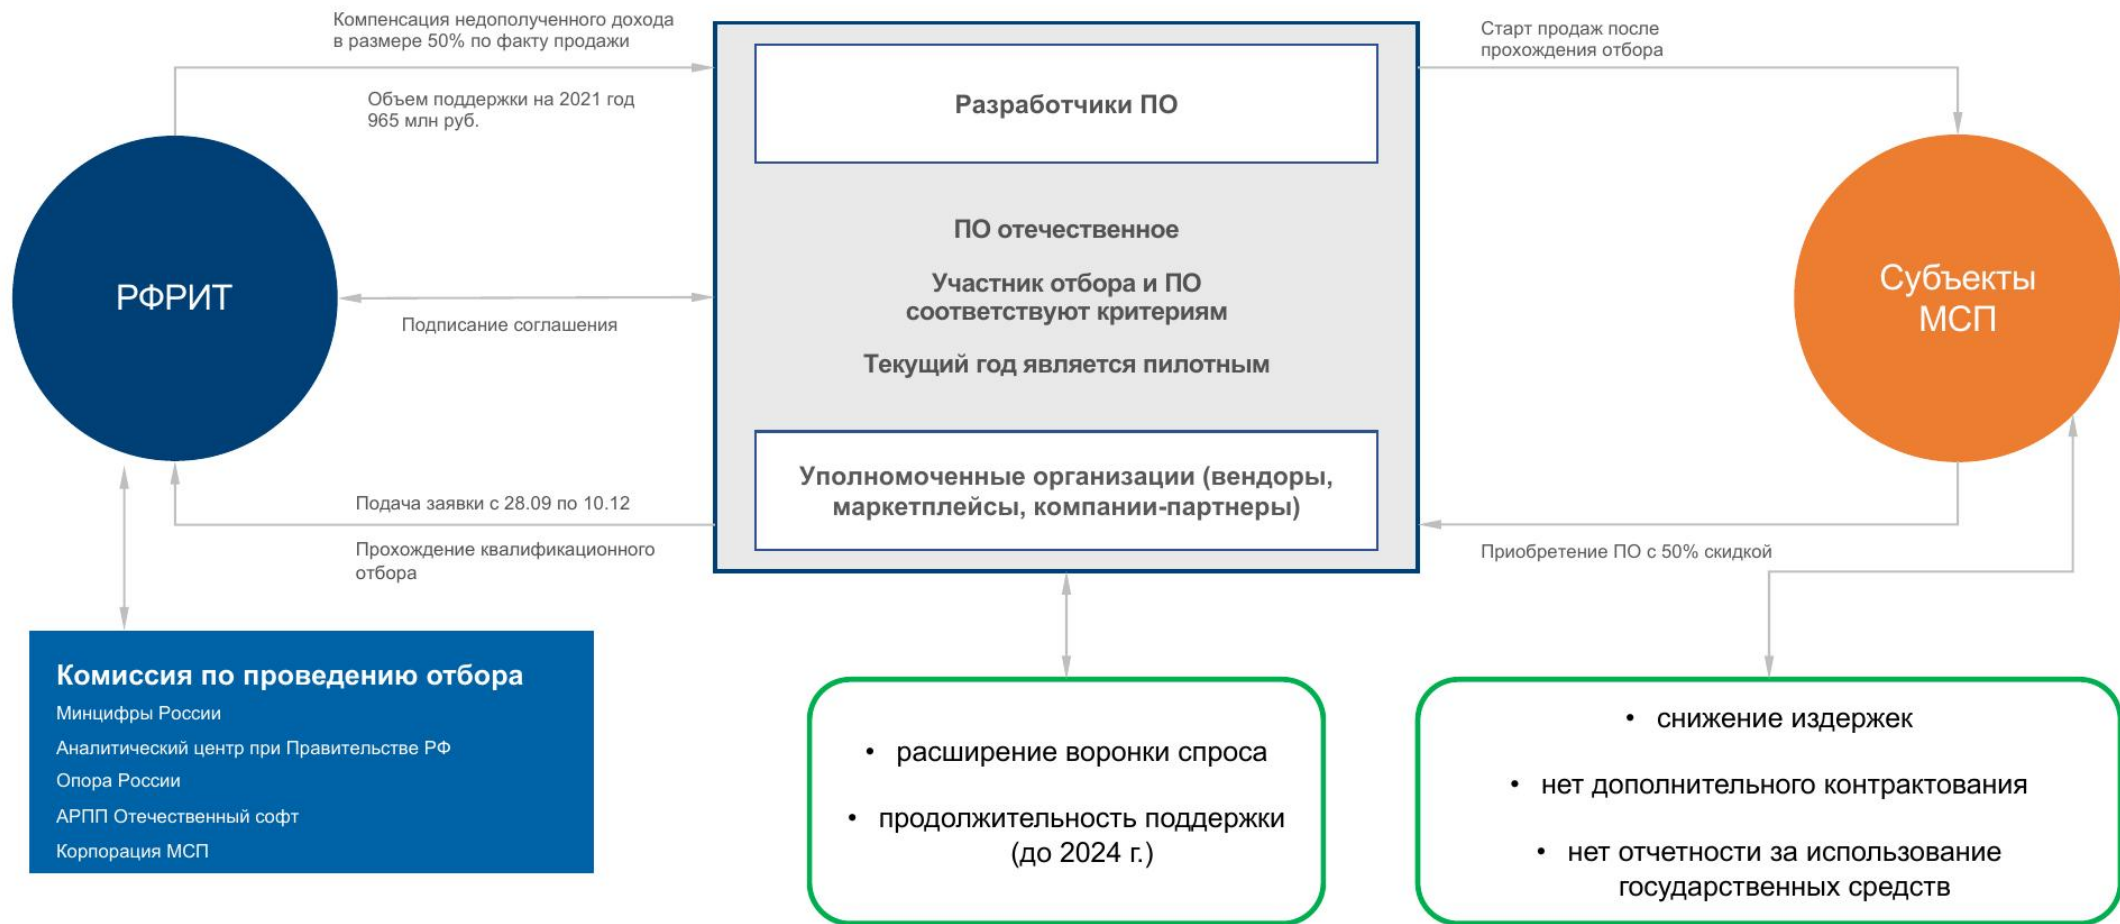 Компенсация недополученного дохода
в размере 50% по факту продажи
Объем поддержки на 2021 год
965 млн руб.
Разработчики ПО
Старт продаж после
прохождения отбора
РФРИТ
Подписание соглашения
ПО отечественное
Участник отбора и ПО
соответствуют критериям
Текущий год является пилотным
Субъекты
МСП
Подача заявки с 28.09 по 10.12
Прохождение квалификационного
отбора
Уполномоченные организации (вендоры,
маркетплейсы, компании-партнеры)
Приобретение ПО с 50% скидкой
Комиссия по проведению отбора
Минцифры России
Аналитический центр при Правительстве РФ
Опора России
АРПП Отечественный софт
Корпорация МСП
• расширение воронки спроса
• продолжительность поддержки
(до 2024 г.)
• снижение издержек
• нет дополнительного контрактования
• нет отчетности за использование
государственных средств